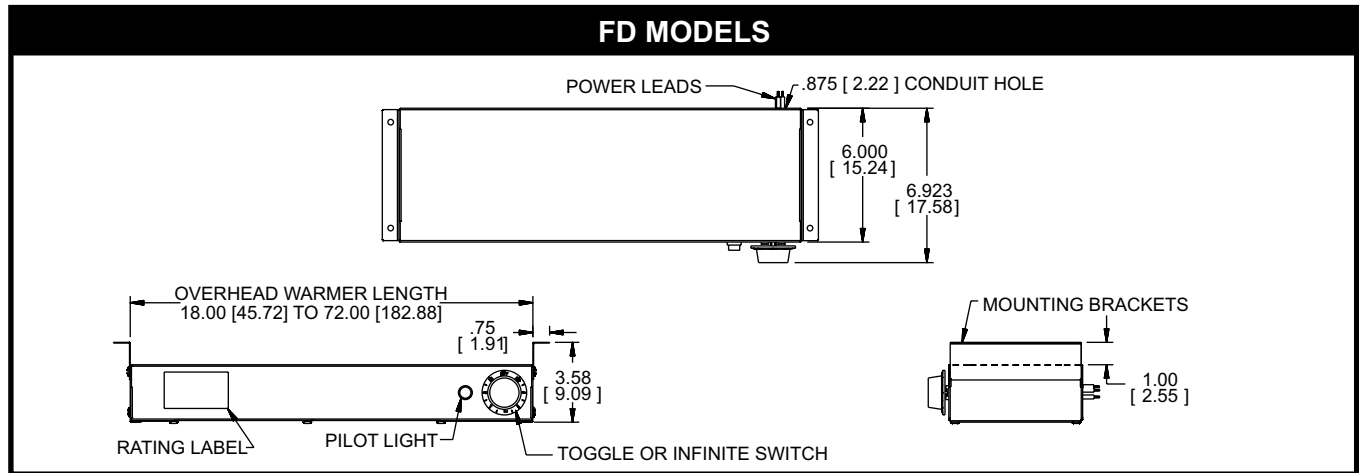 FD MODELS
POWER LEADS
.875 [ 2.22 ] CONDUIT HOLE
6.000
[ 15.24 ]
6.923
[ 17.58 ]
OVERHEAD WARMER LENGTH
18.00 [45.72] TO 72.00 [182.88]
.75
[ 1.91]
3.58
[ 9.09 ]
RATING LABEL
PILOT LIGHT
TOGGLE OR INFINITE SWITCH
MOUNTING BRACKETS
1.00
[ 2.55 ]